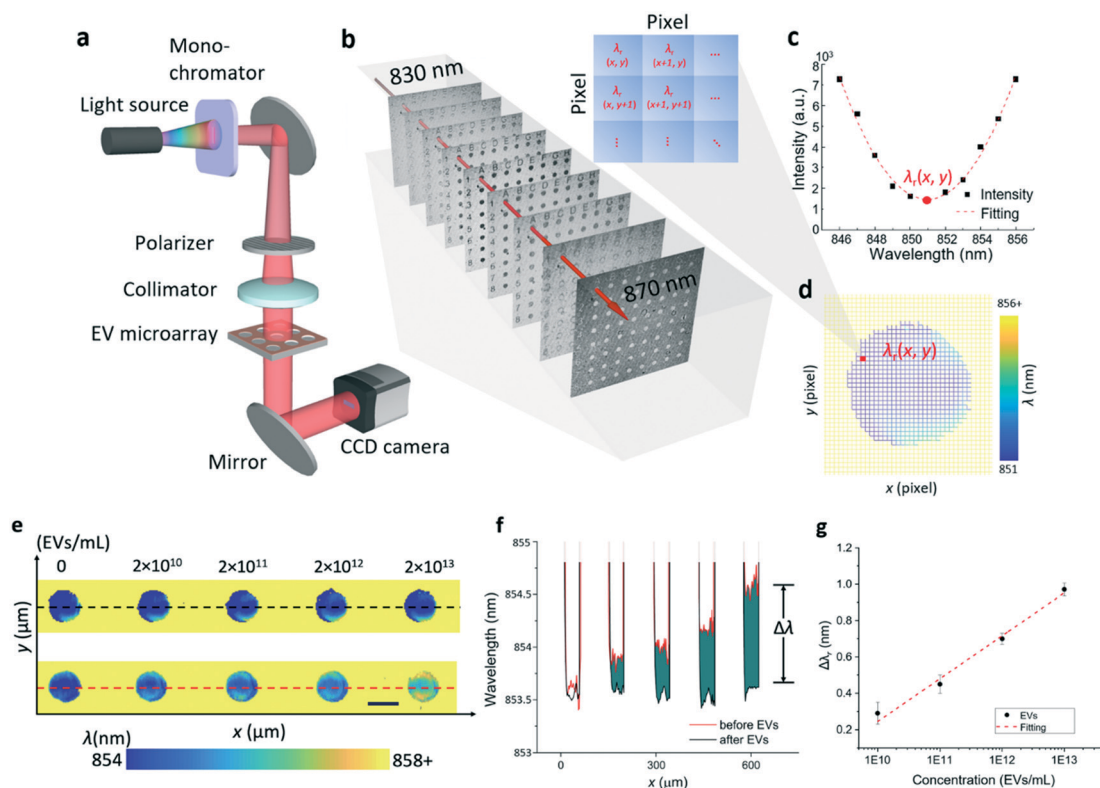 a
Mono-
chromator
Light source
Polarizer
Collimator
EV microarray
CCD camera
Mirror
b
830 nm
870 nm
Pixel
Pixel
λr
(x, y)
λr
(x+1, y)
...
λr
(x, y+1)
λr
(x+1, y+1)
...
c
×10³
8
7
6
5
4
3
2
1
0
Intensity (a.u.)
λr(x, y)
Intensity
Fitting
846 848 850 852 854 856
Wavelength (nm)
d
λr(x, y)
y (pixel)
x (pixel)
856+
λ (nm)
851
e
(EVs/mL)
0 2×10¹⁰ 2×10¹¹ 2×10¹² 2×10¹³
y (μm)
x (μm)
λ(nm)
854 858+
f
855
854.5
854
853.5
853
Wavelength (nm)
Δλ
before EVs
after EVs
0 300 600
x (μm)
g
1.2
1.0
0.8
0.6
0.4
0.2
Δλr (nm)
EVs
Fitting
1E10 1E11 1E12 1E13
Concentration (EVs/mL)